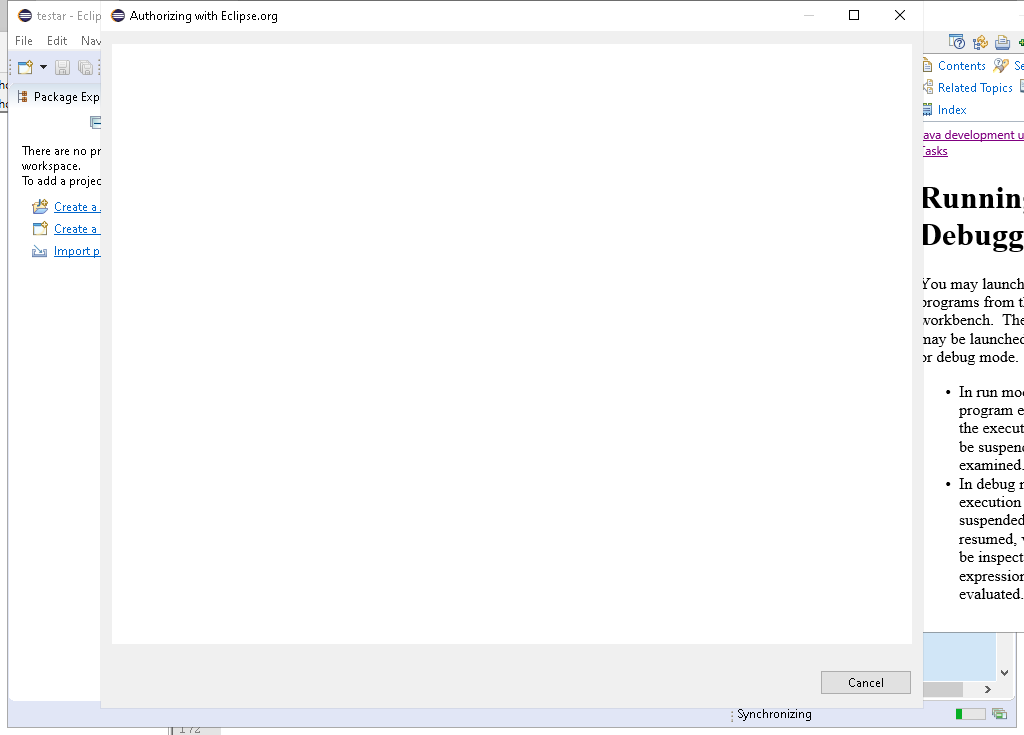 testar - Eclip
Authorizing with Eclipse.org
File Edit Nav
Package Exp
There are no pr
workspace.
To add a projec
Create a
Create a
Import p
Contents Se
Related Topics
Index
ava development u
Tasks
Running
Debugg
You may launch
programs from t
workbench. The
may be launched
or debug mode.
• In run mod
program e
the execut
be suspend
examined.
• In debug m
execution
suspended
resumed, v
be inspect
expression
evaluated.
Cancel
Synchronizing
172